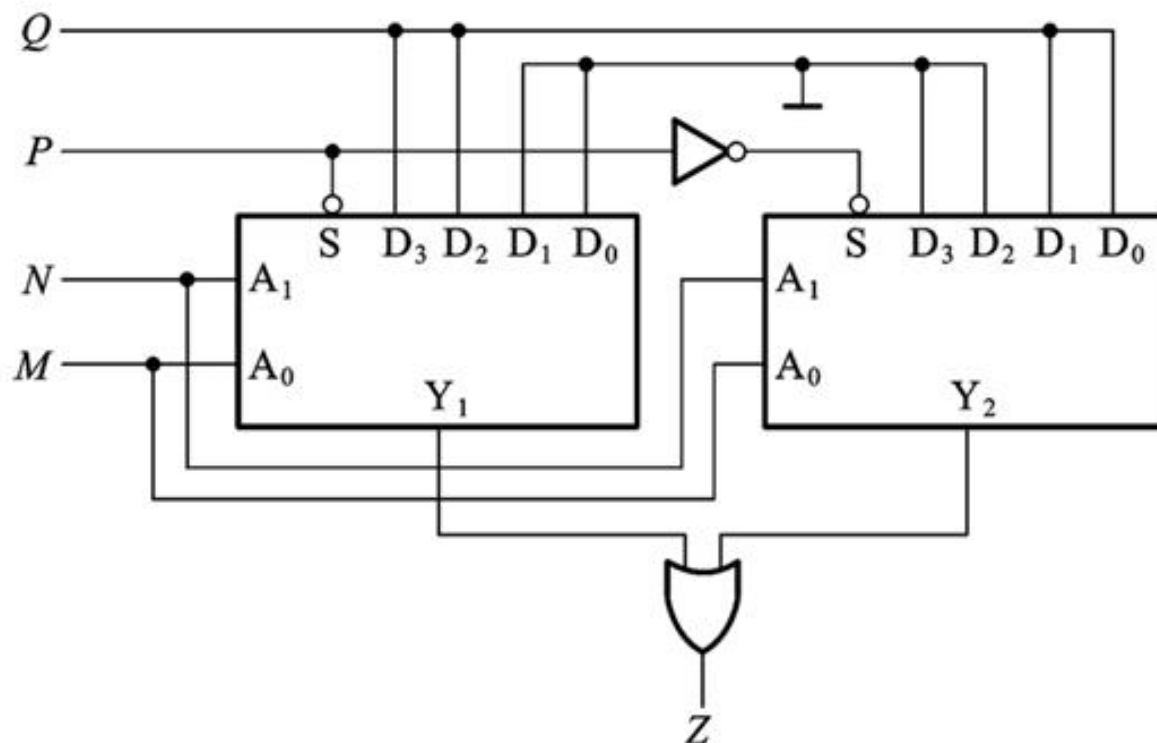 Q
P
S D₃ D₂ D₁ D₀
S D₃ D₂ D₁ D₀
N A₁
A₁
M A₀
A₀
Y₁
Y₂
Z